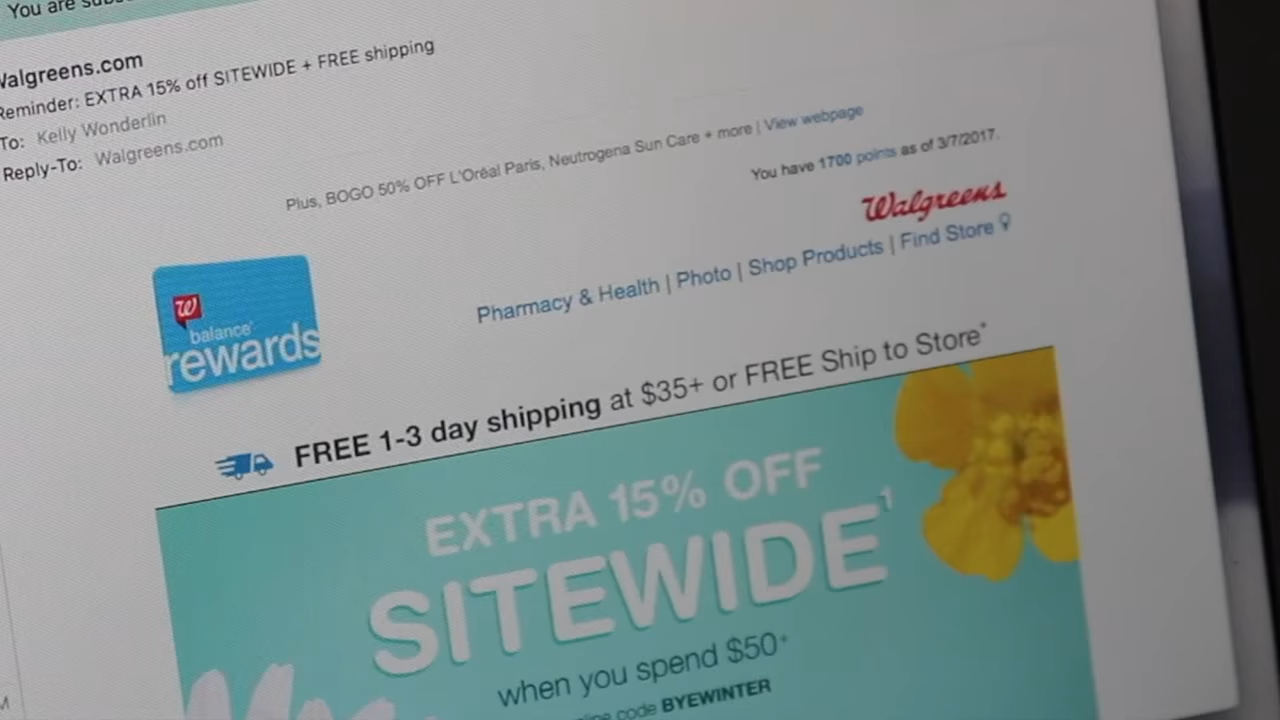 You are
Walgreens.com
Reminder: EXTRA 15% off SITEWIDE + FREE shipping
To: Kelly Wonderlin
Reply-To: Walgreens.com
Plus, BOGO 50% OFF L'Oréal Paris, Neutrogena Sun Care + more | View webpage
You have 1700 points as of 3/7/2017.
Walgreens
Pharmacy & Health | Photo | Shop Products | Find Store
W
balance®
rewards
FREE 1-3 day shipping at $35+ or FREE Ship to Store*
EXTRA 15% OFF
SITEWIDE¹
when you spend $50+
code BYEWINTER